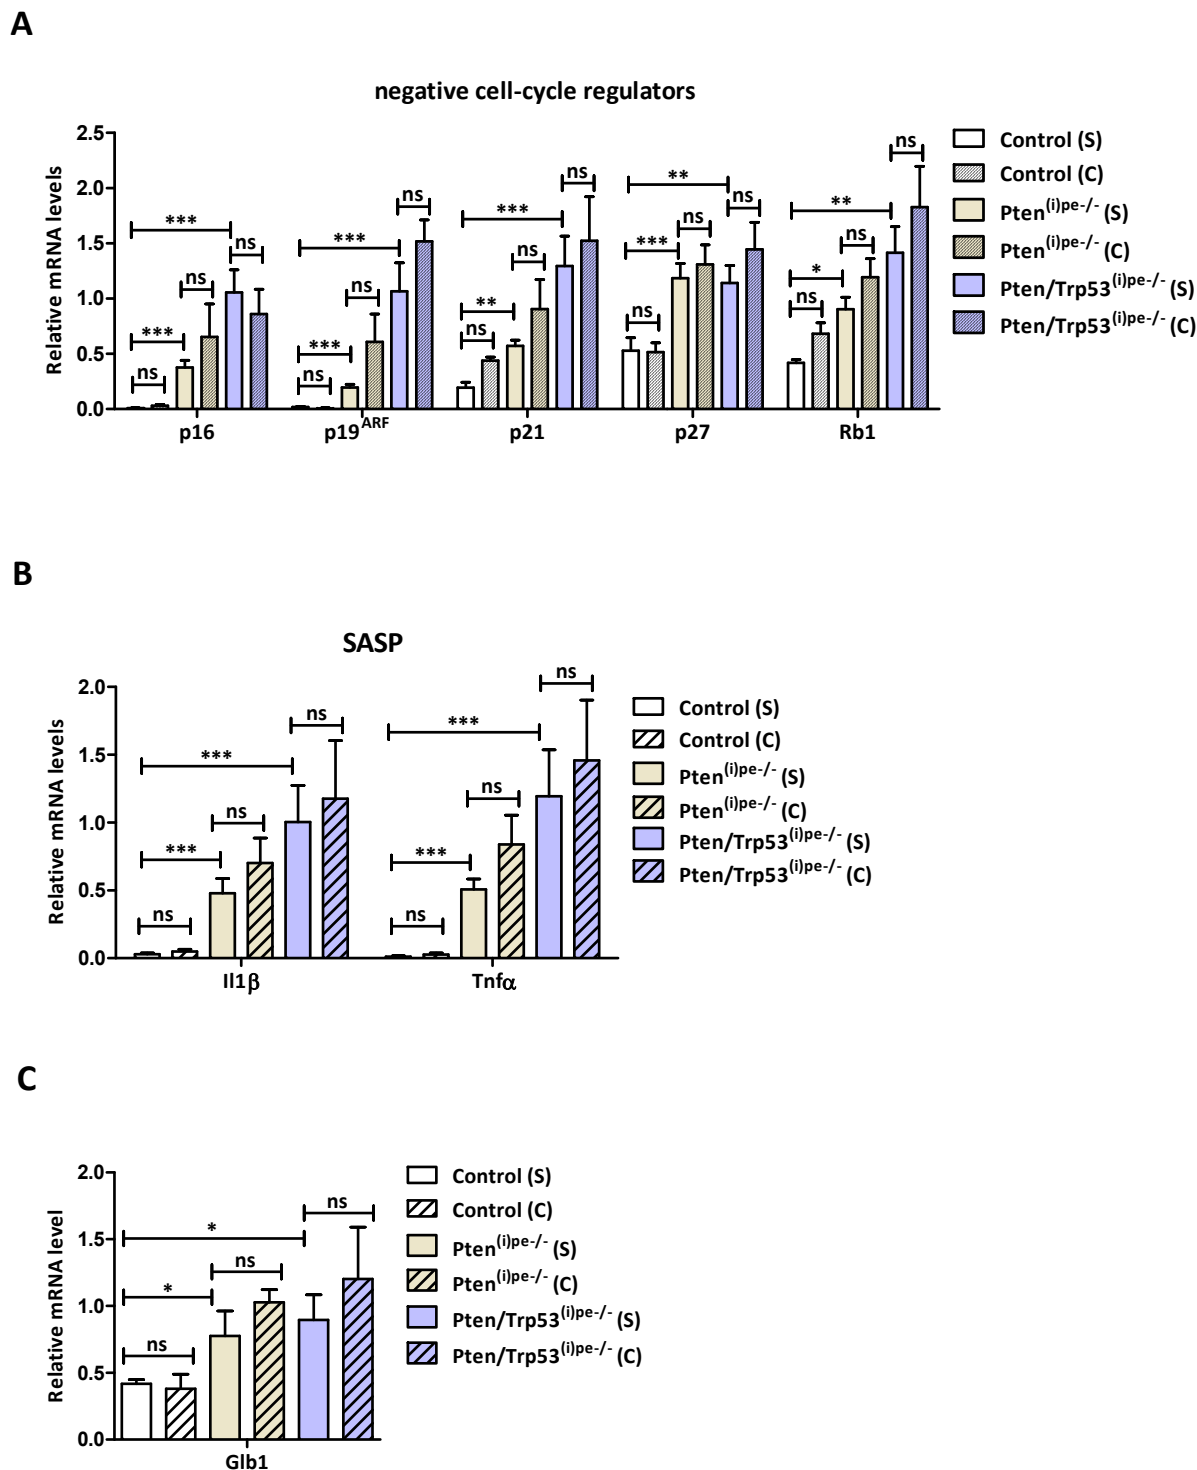 A
negative cell-cycle regulators
Relative mRNA levels
2.5
2.0
1.5
1.0
0.5
0.0
ns
***
ns
***
ns
ns
***
ns
***
ns
ns
**
ns
***
ns
ns
***
ns
**
ns
ns
*
ns
**
ns
p16
p19ARF
p21
p27
Rb1
Control (S)
Control (C)
Pten(i)pe-/- (S)
Pten(i)pe-/- (C)
Pten/Trp53(i)pe-/- (S)
Pten/Trp53(i)pe-/- (C)
B
SASP
Relative mRNA levels
2.0
1.5
1.0
0.5
0.0
ns
***
ns
***
ns
ns
***
ns
***
ns
Il1β
Tnfα
Control (S)
Control (C)
Pten(i)pe-/- (S)
Pten(i)pe-/- (C)
Pten/Trp53(i)pe-/- (S)
Pten/Trp53(i)pe-/- (C)
C
Relative mRNA level
2.0
1.5
1.0
0.5
0.0
ns
*
ns
*
ns
Glb1
Control (S)
Control (C)
Pten(i)pe-/- (S)
Pten(i)pe-/- (C)
Pten/Trp53(i)pe-/- (S)
Pten/Trp53(i)pe-/- (C)